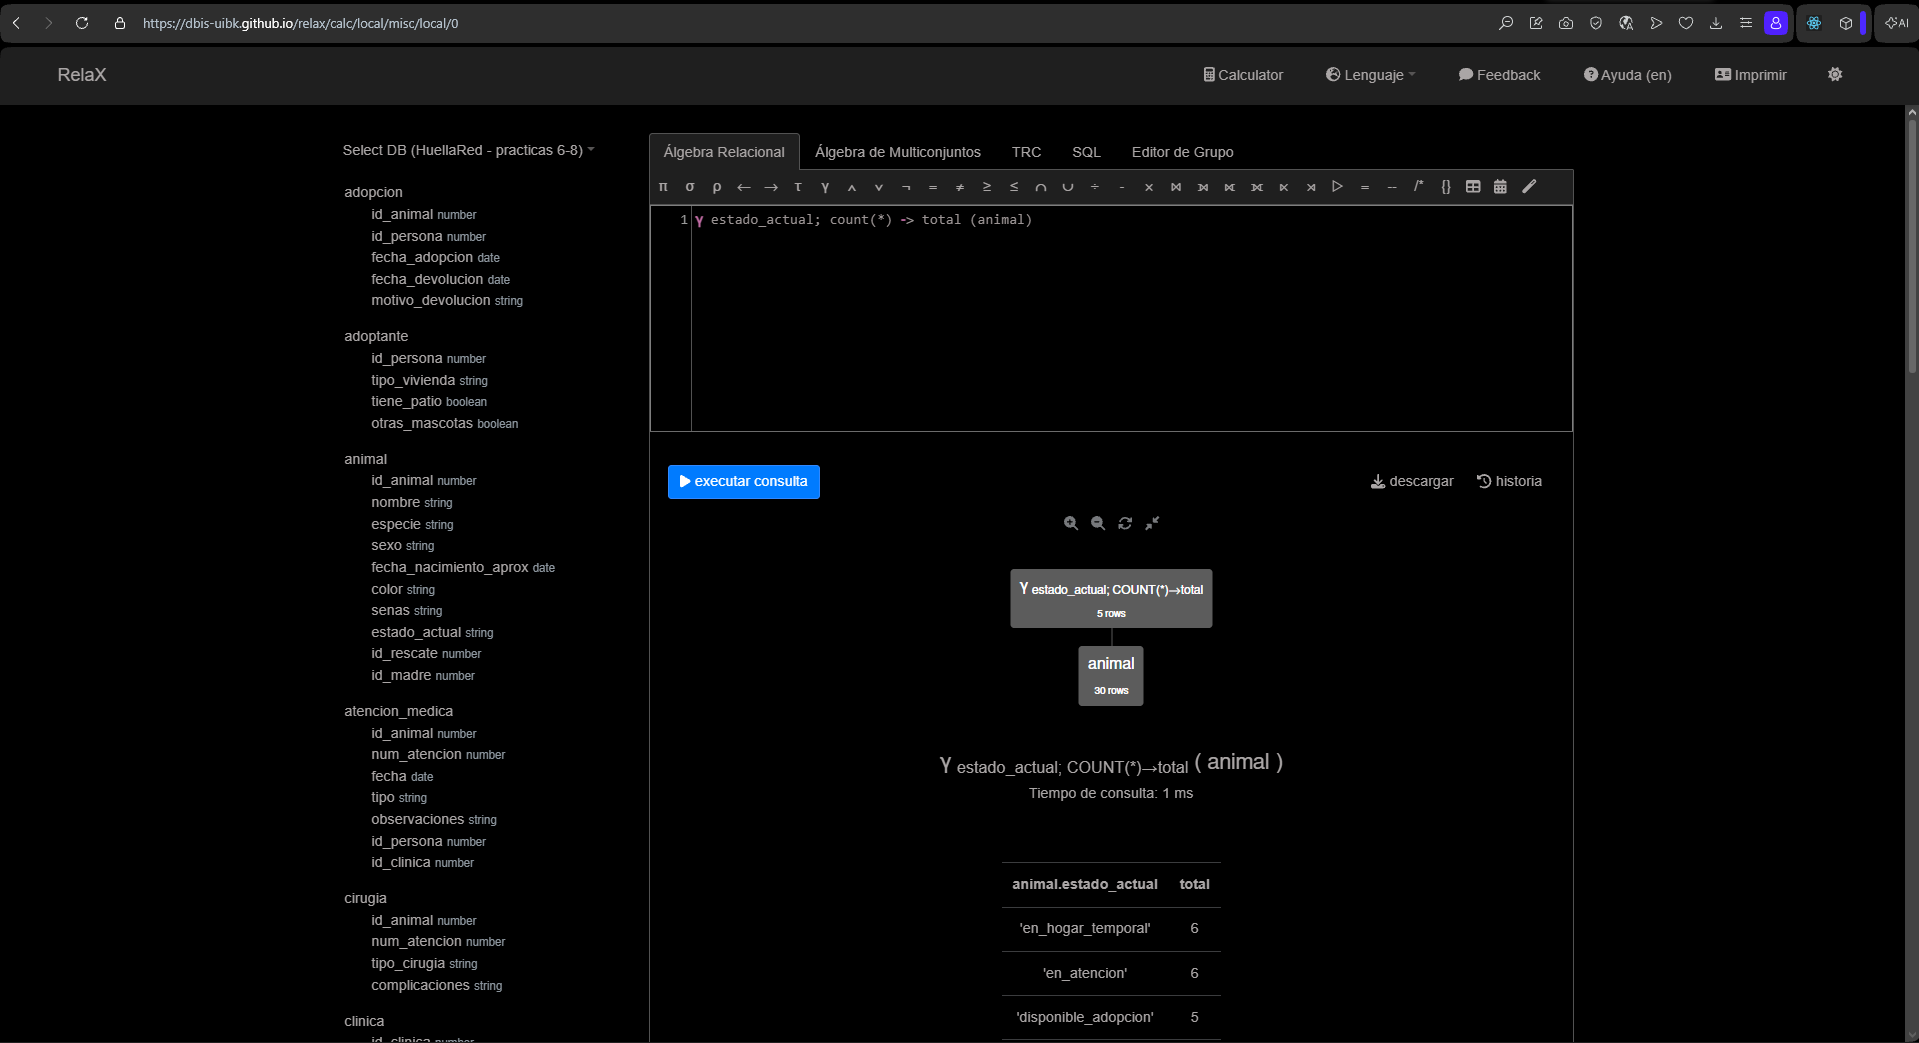 https://dbis-uibk.github.io/relax/calc/local/misc/local/0
AI
RelaX
Calculator
Lenguaje
Feedback
Ayuda (en)
Imprimir
Select DB (HuellaRed - practicas 6-8)
adopcion
id_animal number
id_persona number
fecha_adopcion date
fecha_devolucion date
motivo_devolucion string
adoptante
id_persona number
tipo_vivienda string
tiene_patio boolean
otras_mascotas boolean
animal
id_animal number
nombre string
especie string
sexo string
fecha_nacimiento_aprox date
color string
senas string
estado_actual string
id_rescate number
id_madre number
atencion_medica
id_animal number
num_atencion number
fecha date
tipo string
observaciones string
id_persona number
id_clinica number
cirugia
id_animal number
num_atencion number
tipo_cirugia string
complicaciones string
clinica
id_clinica number
Álgebra Relacional
Álgebra de Multiconjuntos
TRC
SQL
Editor de Grupo
π σ ρ ← → τ γ ∧ ∨ ¬ = ≠ ≥ ≤ ∩ ∪ ÷ - × ⨝ ⟕ ⟖ ⟗ ⋉ ⋊ ▷ = -- /* {}
1 γ estado_actual; count(*) -> total (animal)
executar consulta
descargar
historia
γ estado_actual; COUNT(*)→total
5 rows
animal
30 rows
γ estado_actual; COUNT(*)→total ( animal )
Tiempo de consulta: 1 ms
animal.estado_actual total
'en_hogar_temporal' 6
'en_atencion' 6
'disponible_adopcion' 5